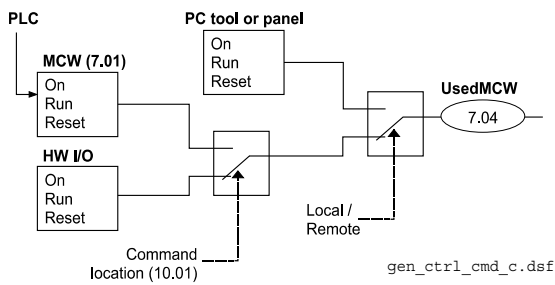 PLC
PC tool or panel
On
Run
Reset
MCW (7.01)
On
Run
Reset
UsedMCW
7.04
HW I/O
On
Run
Reset
Local /
Remote
Command
location (10.01)
gen_ctrl_cmd_c.dsf